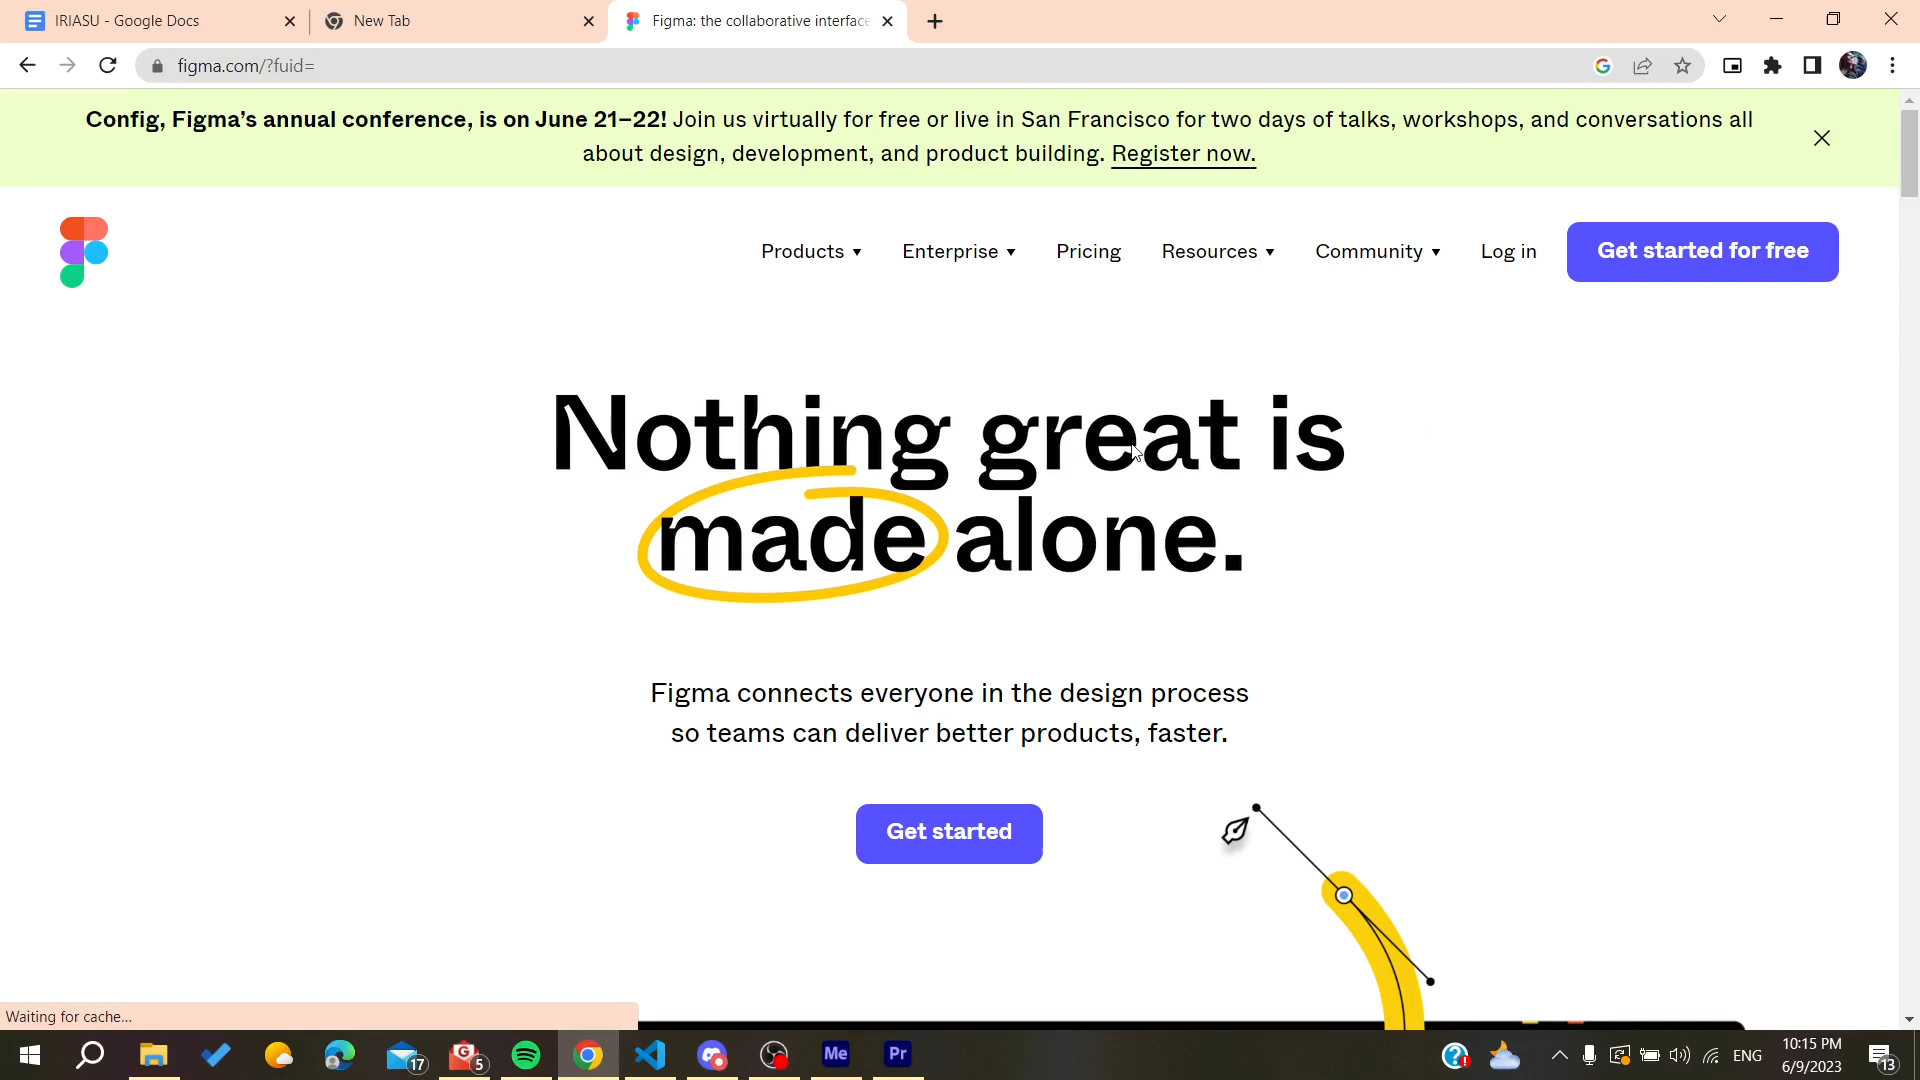 IRIASU - Google Docs
New Tab
Figma: the collaborative interface
figma.com/?fuid=
Config, Figma’s annual conference, is on June 21–22! Join us virtually for free or live in San Francisco for two days of talks, workshops, and conversations all
about design, development, and product building. Register now.
Products
Enterprise
Pricing
Resources
Community
Log in
Get started for free
Nothing great is
made alone.
Figma connects everyone in the design process
so teams can deliver better products, faster.
Get started
Waiting for cache...
17
G
5
Me
Pr
ENG
10:15 PM
6/9/2023
13